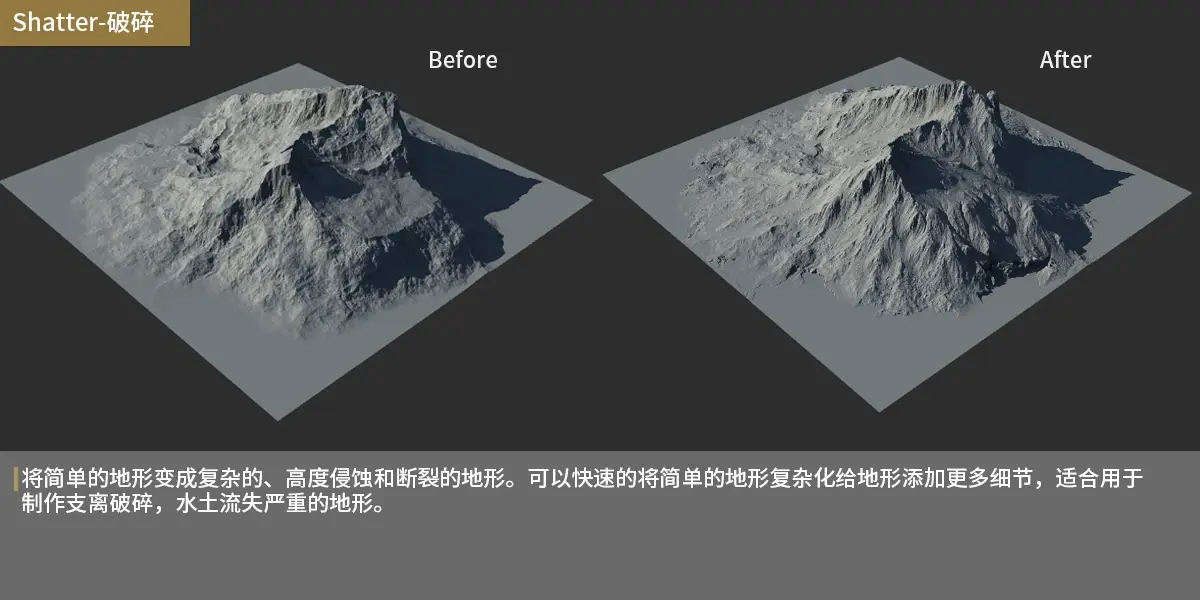 Shatter-破碎
Before
After
将简单的地形变成复杂的、高度侵蚀和断裂的地形。可以快速的将简单的地形复杂化给地形添加更多细节，适合用于
制作支离破碎，水土流失严重的地形。